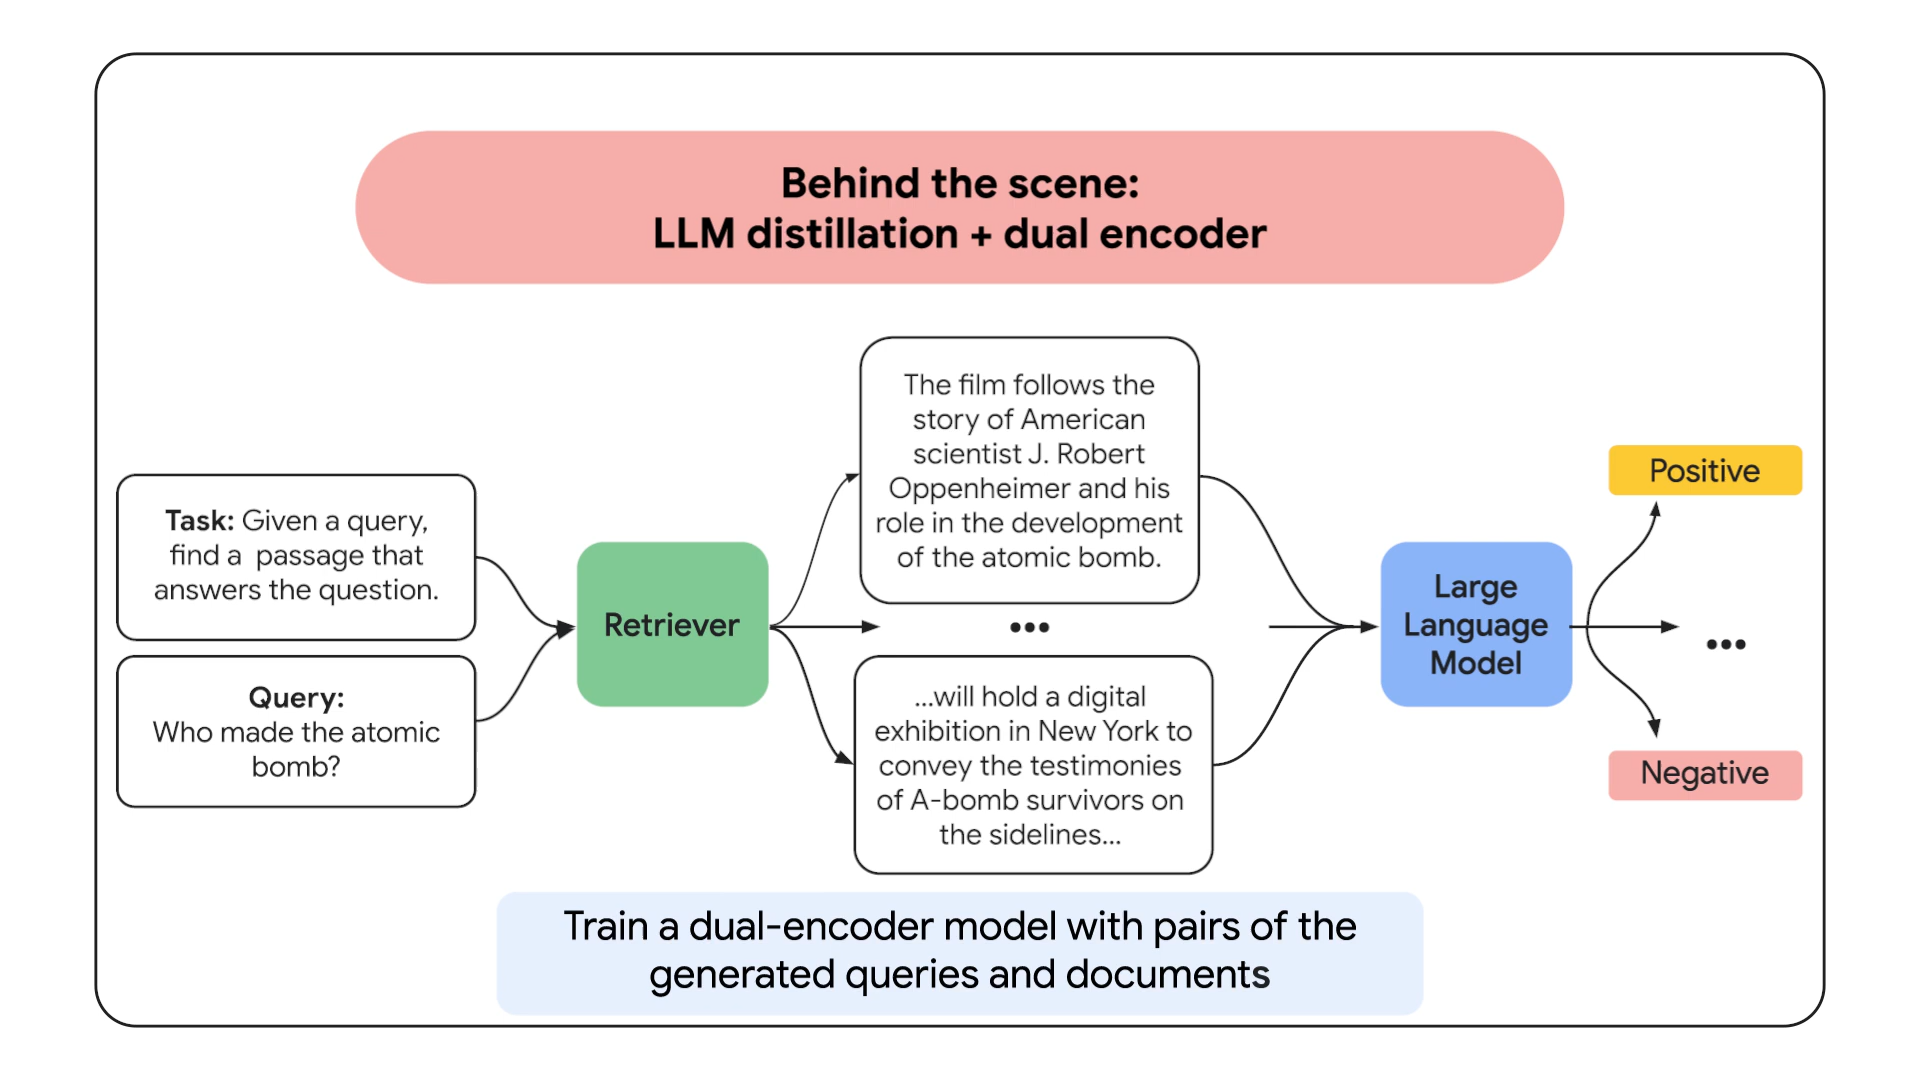 Behind the scene:
LLM distillation + dual encoder
Task: Given a query,
find a  passage that
answers the question.
Query:
Who made the atomic
bomb?
Retriever
The film follows the
story of American
scientist J. Robert
Oppenheimer and his
role in the development
of the atomic bomb.
•••
...will hold a digital
exhibition in New York to
convey the testimonies
of A-bomb survivors on
the sidelines...
Large
Language
Model
Positive
•••
Negative
Train a dual-encoder model with pairs of the
generated queries and documents